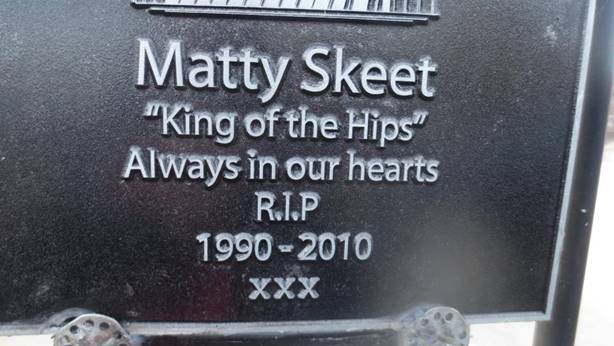 Matty Skeet
"King of the Hips"
Always in our hearts
R.I.P
1990 - 2010
xxx